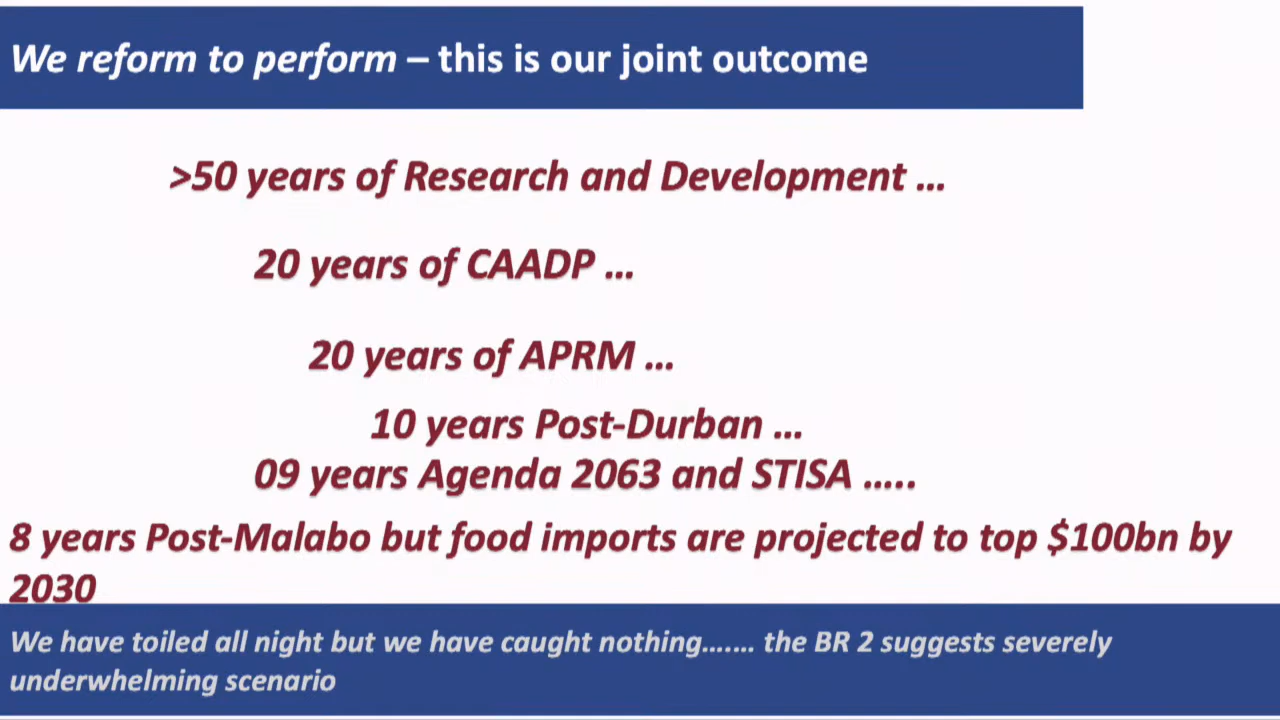 We reform to perform – this is our joint outcome
>50 years of Research and Development ...
20 years of CAADP ...
20 years of APRM ...
10 years Post-Durban ...
09 years Agenda 2063 and STISA .....
8 years Post-Malabo but food imports are projected to top $100bn by
2030
We have toiled all night but we have caught nothing....... the BR 2 suggests severely
underwhelming scenario